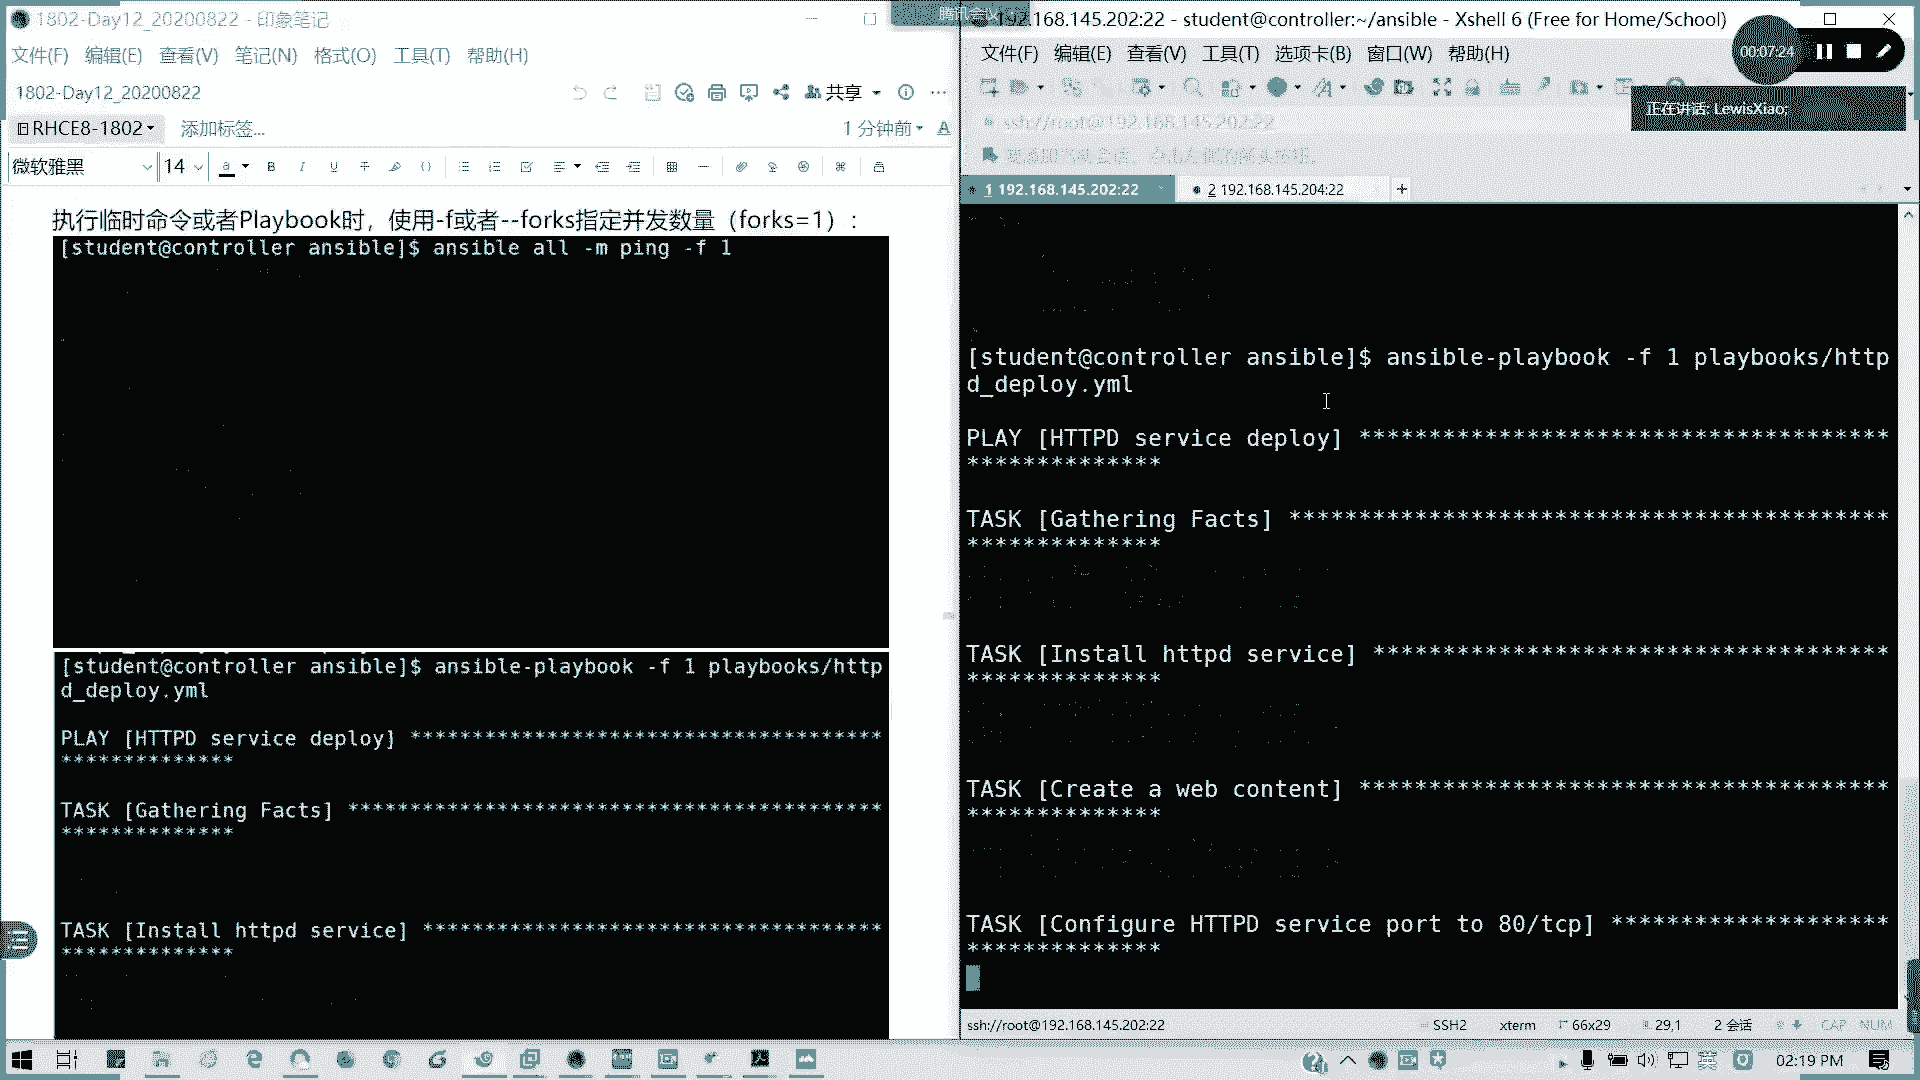 1802-Day12_20200822 - 印象笔记
文件(F) 编辑(E) 查看(V) 笔记(N) 格式(O) 工具(T) 帮助(H)
1802-Day12_20200822
共享
RHCE8-1802
添加标签...
1 分钟前
微软雅黑
14
执行临时命令或者Playbook时，使用-f或者--forks指定并发数量（forks=1）：
[student@controller ansible]$ ansible all -m ping -f 1
[student@controller ansible]$ ansible-playbook -f 1 playbooks/http
d_deploy.yml
PLAY [HTTPD service deploy] **************************************
**************
TASK [Gathering Facts] *******************************************
**************
TASK [Install httpd service] *************************************
**************
腾讯会议
192.168.145.202:22 - student@controller:~/ansible - Xshell 6 (Free for Home/School)
文件(F) 编辑(E) 查看(V) 工具(T) 选项卡(B) 窗口(W) 帮助(H)
00:07:24
正在讲话: LewisXiao;
ssh://root@192.168.145.202:22
1 192.168.145.202:22
2 192.168.145.204:22
[student@controller ansible]$ ansible-playbook -f 1 playbooks/http
d_deploy.yml
PLAY [HTTPD service deploy] **************************************
**************
TASK [Gathering Facts] *******************************************
**************
TASK [Install httpd service] *************************************
**************
TASK [Create a web content] **************************************
**************
TASK [Configure HTTPD service port to 80/tcp] ********************
**************
ssh://root@192.168.145.202:22
SSH2
xterm
66x29
29,1
2 会话
CAP
NUM
英
02:19 PM